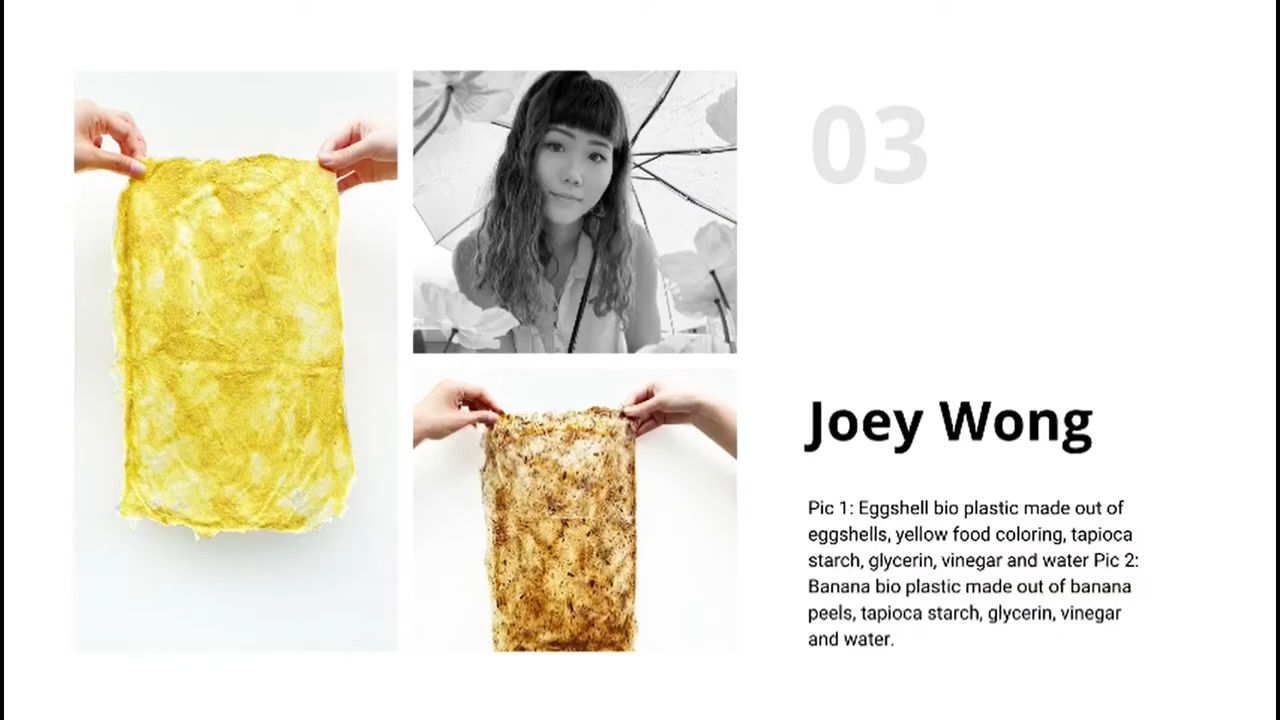 03
Joey Wong
Pic 1: Eggshell bio plastic made out of
eggshells, yellow food coloring, tapioca
starch, glycerin, vinegar and water Pic 2:
Banana bio plastic made out of banana
peels, tapioca starch, glycerin, vinegar
and water.